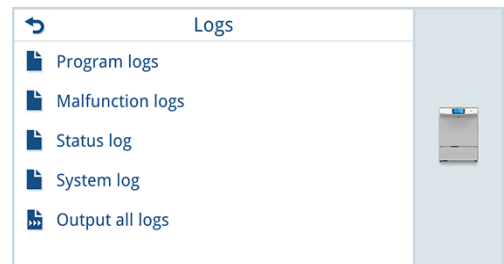 Logs
Program logs
Malfunction logs
Status log
System log
Output all logs